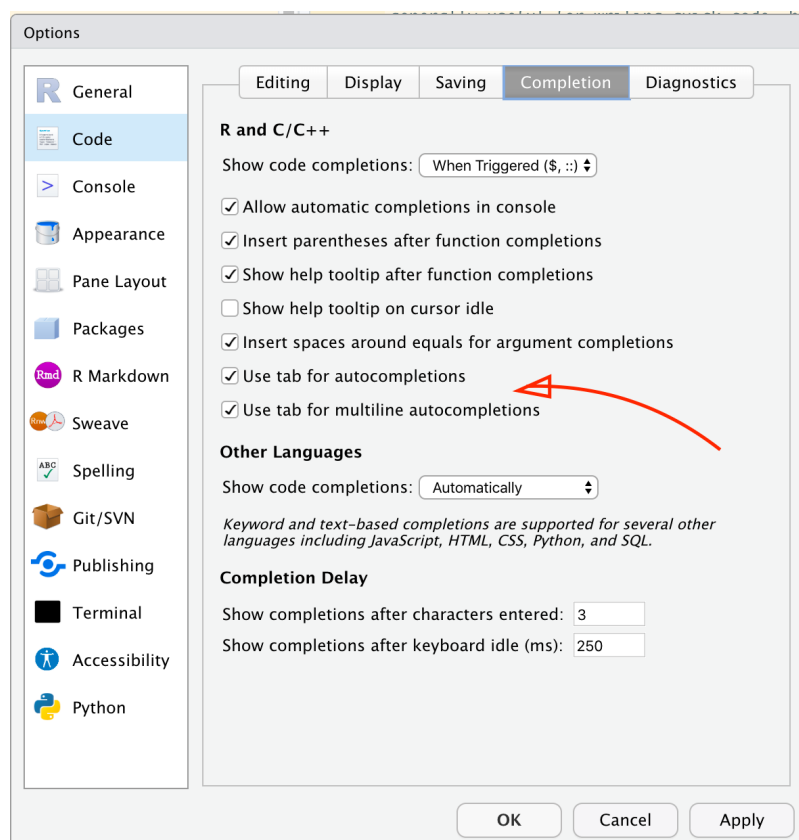 Options
General
Code
Console
Appearance
Pane Layout
Packages
Rmd
R Markdown
Rnw
Sweave
ABC
Spelling
Git/SVN
Publishing
Terminal
Accessibility
Python
Editing
Display
Saving
Completion
Diagnostics
R and C/C++
Show code completions: When Triggered ($, ::)
Allow automatic completions in console
Insert parentheses after function completions
Show help tooltip after function completions
Show help tooltip on cursor idle
Insert spaces around equals for argument completions
Use tab for autocompletions
Use tab for multiline autocompletions
Other Languages
Show code completions: Automatically
Keyword and text-based completions are supported for several other
languages including JavaScript, HTML, CSS, Python, and SQL.
Completion Delay
Show completions after characters entered: 3
Show completions after keyboard idle (ms): 250
OK
Cancel
Apply